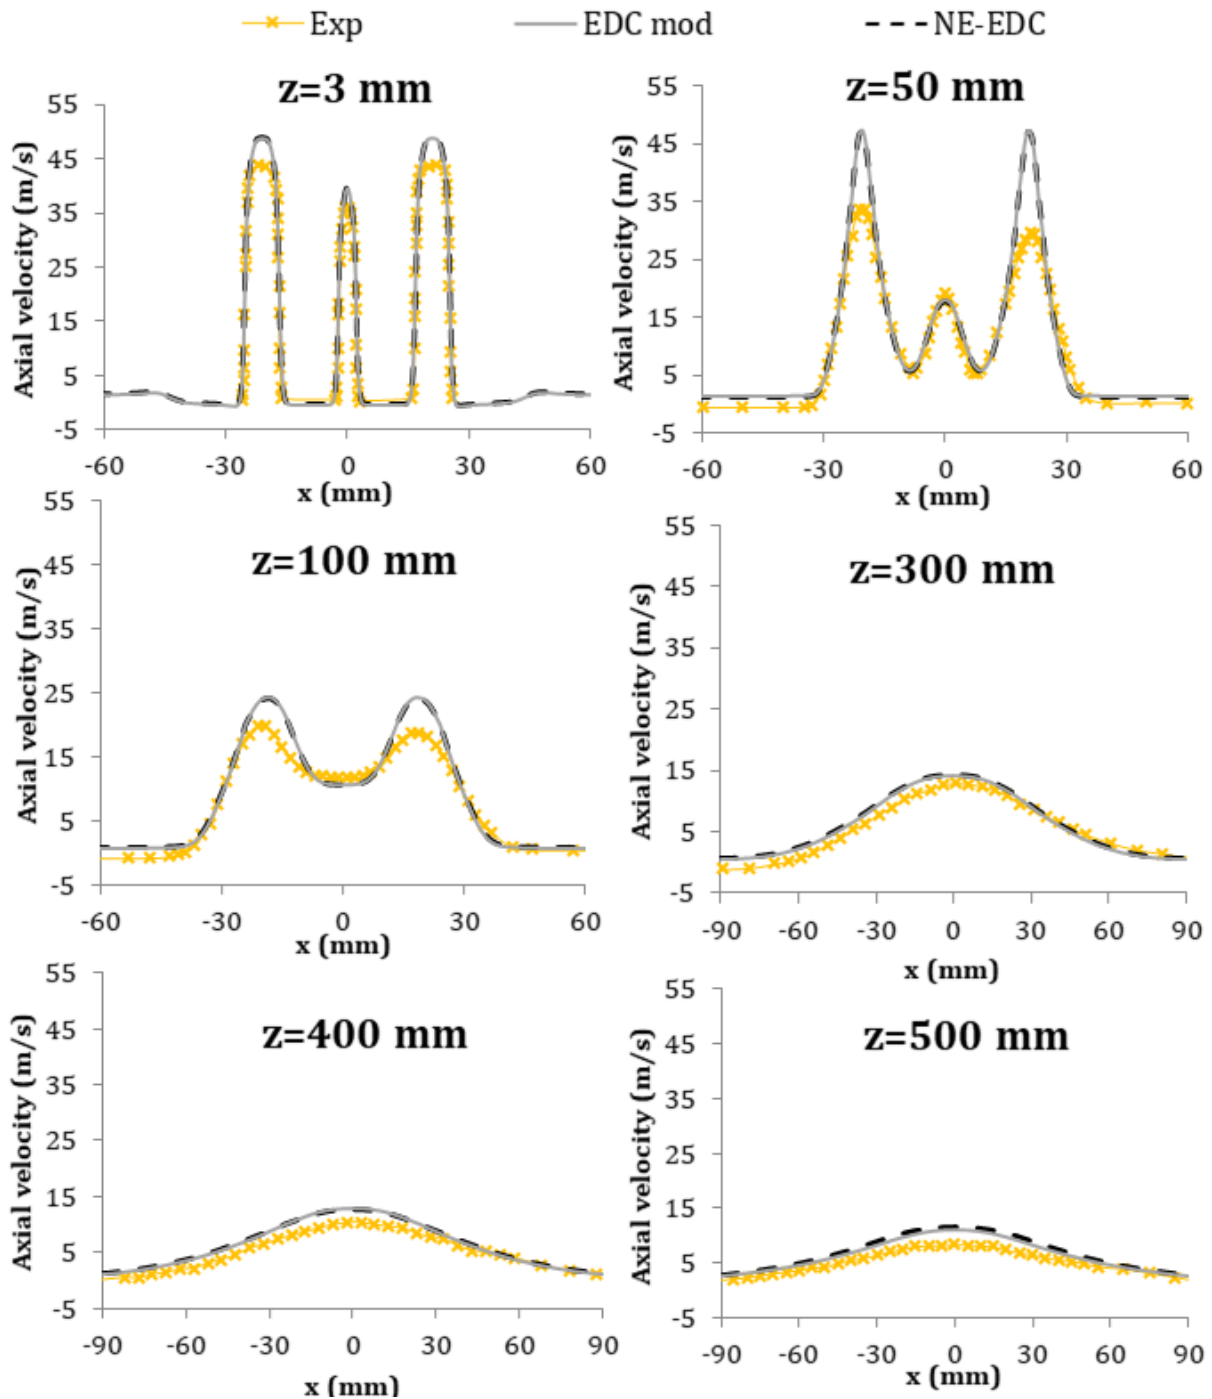 Exp EDC mod NE-EDC
z=3 mm
Axial velocity (m/s)
55
45
35
25
15
5
-5
-60 -30 0 30 60
x (mm)
z=50 mm
Axial velocity (m/s)
55
45
35
25
15
5
-5
-60 -30 0 30 60
x (mm)
z=100 mm
Axial velocity (m/s)
55
45
35
25
15
5
-5
-60 -30 0 30 60
x (mm)
z=300 mm
Axial velocity (m/s)
55
45
35
25
15
5
-5
-90 -60 -30 0 30 60 90
x (mm)
z=400 mm
Axial velocity (m/s)
55
45
35
25
15
5
-5
-90 -60 -30 0 30 60 90
x (mm)
z=500 mm
Axial velocity (m/s)
55
45
35
25
15
5
-5
-90 -60 -30 0 30 60 90
x (mm)